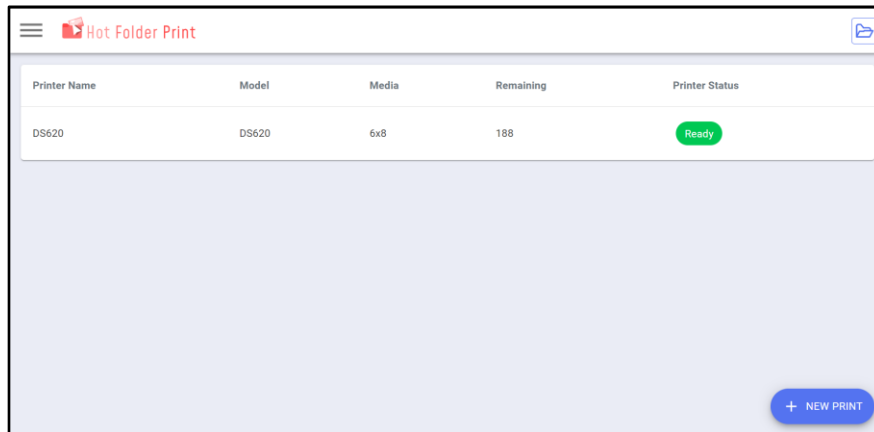 Hot Folder Print
Printer Name Model Media Remaining Printer Status
DS620 DS620 6x8 188 Ready
+ NEW PRINT